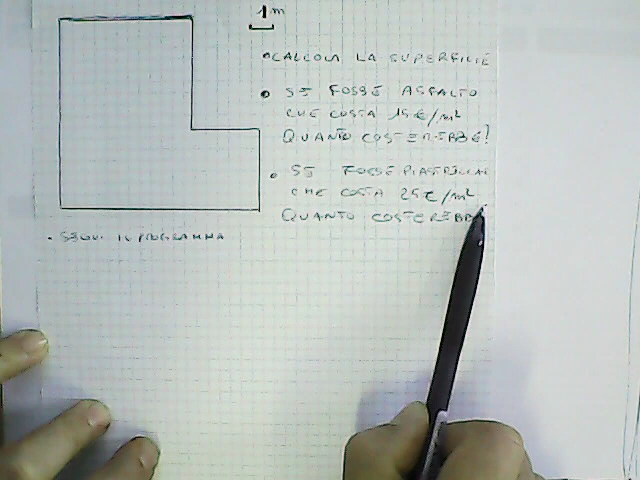 1 m
•CALCOLA LA SUPERFICIE
• SE FOSSE ASFALTO
CHE COSTA 15€/m²
QUANTO COSTEREBBE?
• SE FOSSE PIASTRELLA
CHE COSTA 25€/m²
QUANTO COSTEREBBE
• SEGUI IL PROGRAMMA